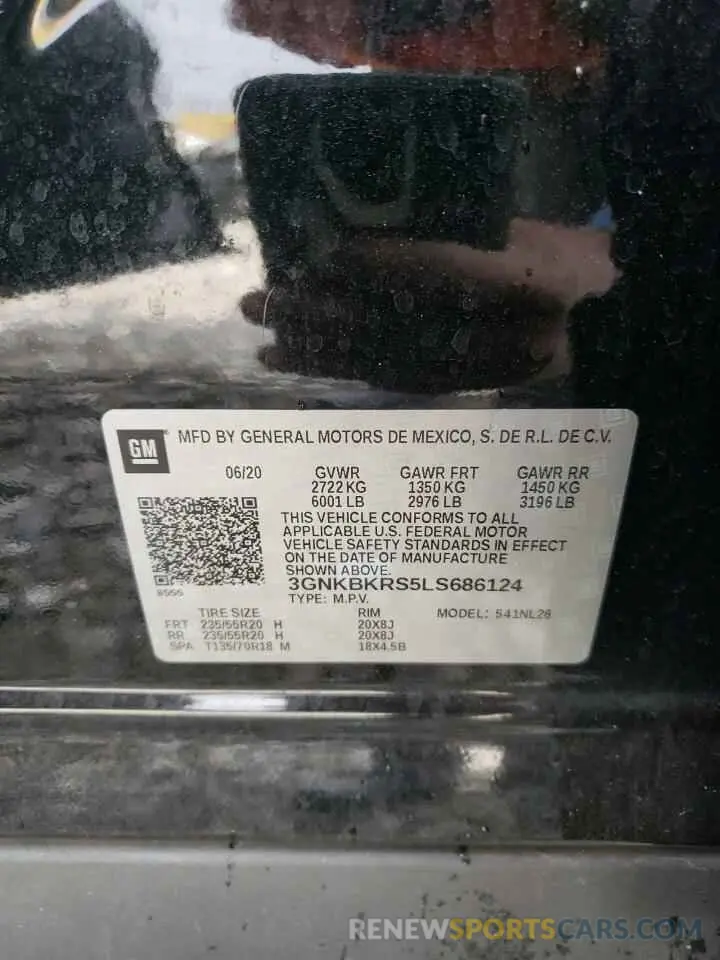 GM MFD BY GENERAL MOTORS DE MEXICO, S. DE R.L. DE C.V.
06/20 GVWR GAWR FRT GAWR RR
2722 KG 1350 KG 1450 KG
6001 LB 2976 LB 3196 LB
THIS VEHICLE CONFORMS TO ALL
APPLICABLE U.S. FEDERAL MOTOR
VEHICLE SAFETY STANDARDS IN EFFECT
ON THE DATE OF MANUFACTURE
SHOWN ABOVE.
3GNKBKRS5LS686124
TYPE: M.P.V. MODEL: 541NL26
TIRE SIZE RIM
FRT 235/55R20 H 20X8J
RR 235/55R20 H 20X8J
SPA T135/70R18 M 18X4.5B
RENEWSPORTSCARS.COM